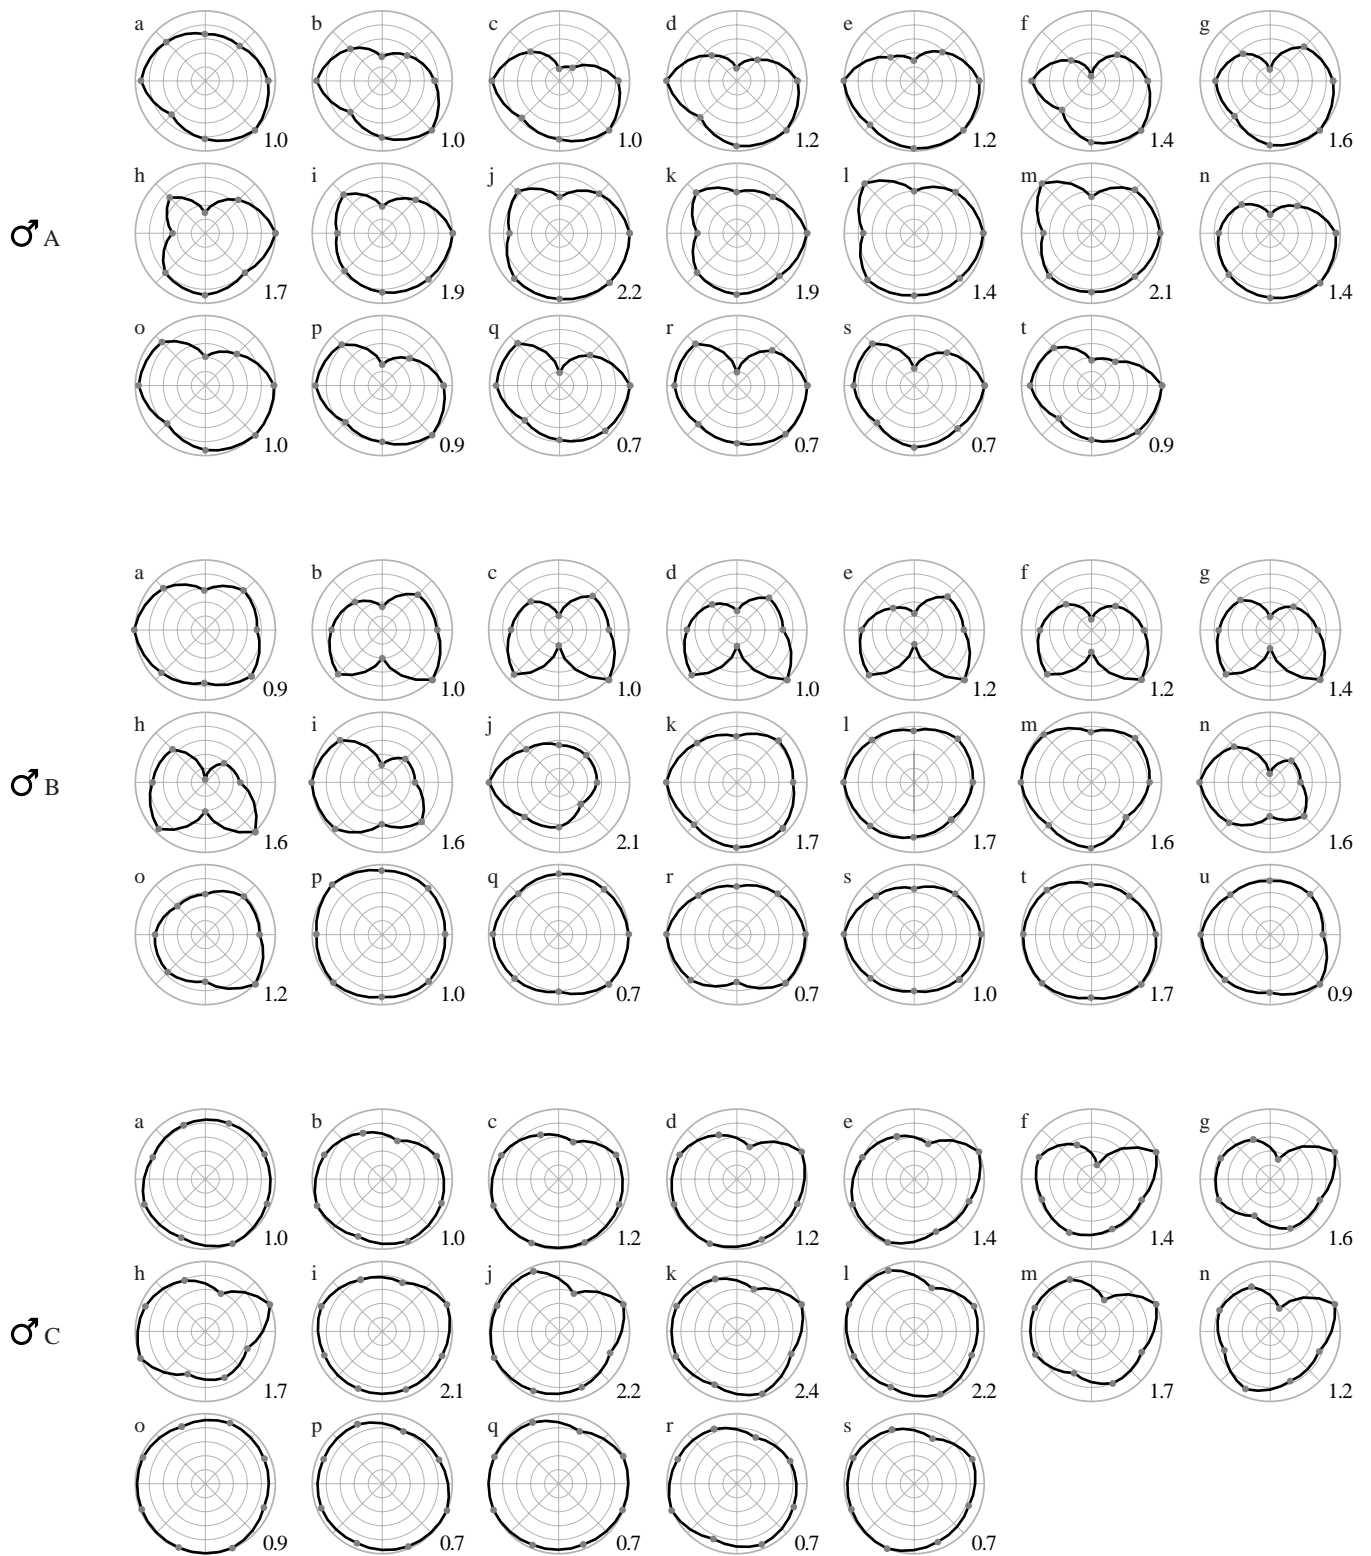 a b c d e f g
1.0 1.0 1.0 1.2 1.2 1.4 1.6
h i j k l m n
♂ A
1.7 1.9 2.2 1.9 1.4 2.1 1.4
o p q r s t
1.0 0.9 0.7 0.7 0.7 0.9
a b c d e f g
0.9 1.0 1.0 1.0 1.2 1.2 1.4
h i j k l m n
♂ B
1.6 1.6 2.1 1.7 1.7 1.6 1.6
o p q r s t u
1.2 1.0 0.7 0.7 1.0 1.7 0.9
a b c d e f g
1.0 1.0 1.2 1.2 1.4 1.4 1.6
h i j k l m n
♂ C
1.7 2.1 2.2 2.4 2.2 1.7 1.2
o p q r s
0.9 0.7 0.7 0.7 0.7